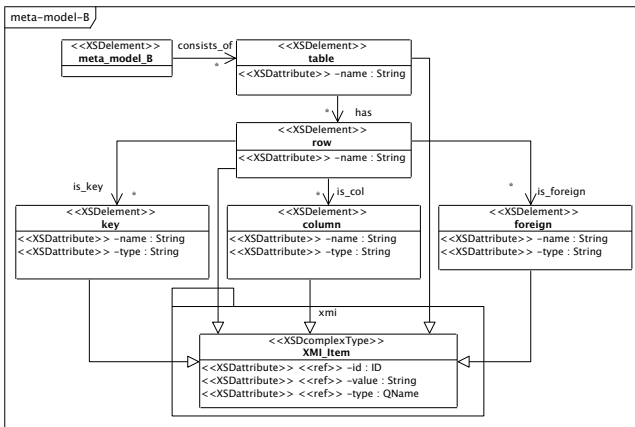 meta-model-B
<<XSDelement>>
meta_model_B
consists_of
*
<<XSDelement>>
table
<<XSDattribute>> -name : String
*
has
<<XSDelement>>
row
<<XSDattribute>> -name : String
is_key
*
*
is_col
*
is_foreign
<<XSDelement>>
key
<<XSDattribute>> -name : String
<<XSDattribute>> -type : String
<<XSDelement>>
column
<<XSDattribute>> -name : String
<<XSDattribute>> -type : String
<<XSDelement>>
foreign
<<XSDattribute>> -name : String
<<XSDattribute>> -type : String
xmi
<<XSDcomplexType>>
XMI_Item
<<XSDattribute>> <<ref>> -id : ID
<<XSDattribute>> <<ref>> -value : String
<<XSDattribute>> <<ref>> -type : QName